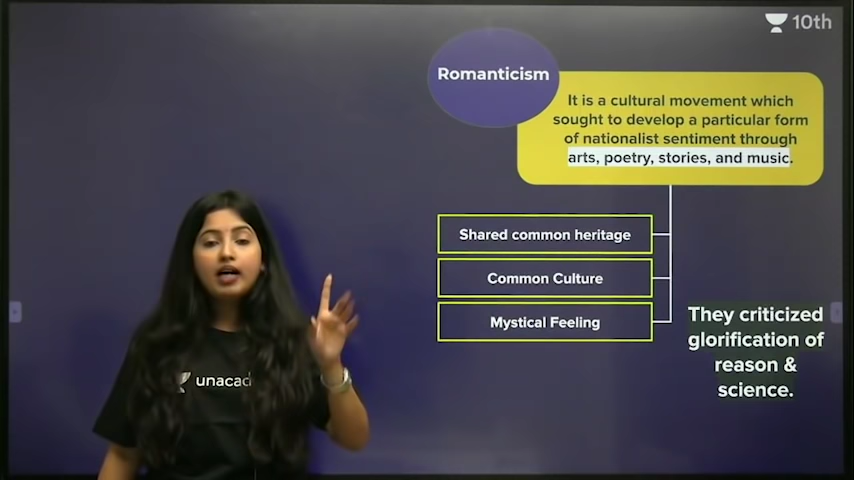 10th
Romanticism
It is a cultural movement which
sought to develop a particular form
of nationalist sentiment through
arts, poetry, stories, and music.
Shared common heritage
Common Culture
Mystical Feeling
They criticized
glorification of
reason &
science.
unacad